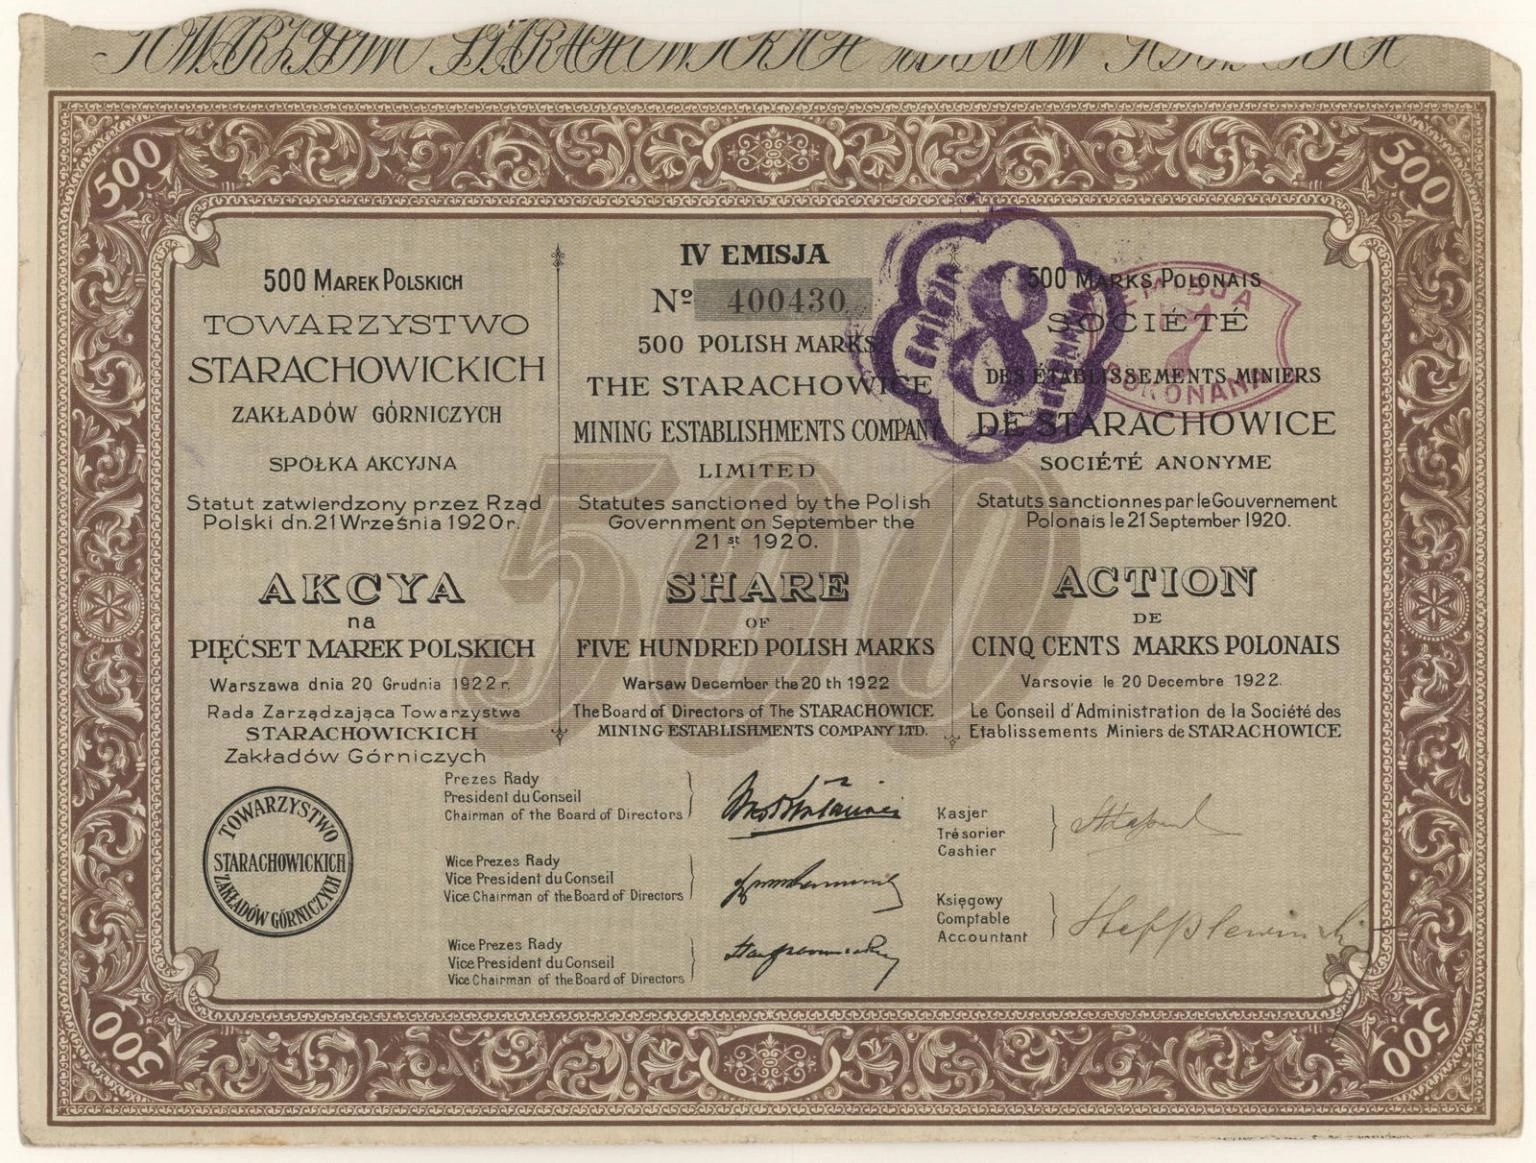 TOWARZYSTWO STARACHOWICKICH
500
500
500 MAREK POLSKICH
TOWARZYSTWO
STARACHOWICKICH
ZAKŁADÓW GÓRNICZYCH
SPÓŁKA AKCYJNA
Statut zatwierdzony przez Rząd
Polski dn. 21 Września 1920 r.
AKCYA
na
PIĘĆSET MAREK POLSKICH
Warszawa dnia 20 Grudnia 1922 r.
Rada Zarządzająca Towarzystwa
STARACHOWICKICH
Zakładów Górniczych
IV EMISJA
Nº 400430
500 POLISH MARKS
THE STARACHOWICE
MINING ESTABLISHMENTS COMPANY
LIMITED
Statutes sanctioned by the Polish
Government on September the
21 st 1920.
SHARE
OF
FIVE HUNDRED POLISH MARKS
Warsaw December the 20 th 1922
The Board of Directors of The STARACHOWICE
MINING ESTABLISHMENTS COMPANY LTD.
500 MARKS POLONAIS
SOCIÉTÉ
DES ÉTABLISSEMENTS MINIERS
DE STARACHOWICE
SOCIÉTÉ ANONYME
Statuts sanctionnes par le Gouvernement
Polonais le 21 September 1920.
ACTION
DE
CINQ CENTS MARKS POLONAIS
Varsovie le 20 Decembre 1922.
Le Conseil d'Administration de la Société des
Etablissements Miniers de STARACHOWICE
EMISJA
8
EMISJA
7
DOKONANA
500
TOWARZYSTWO
STARACHOWICKICH
ZAKŁADÓW GÓRNICZYCH
Prezes Rady
President du Conseil
Chairman of the Board of Directors
Wice Prezes Rady
Vice President du Conseil
Vice Chairman of the Board of Directors
Wice Prezes Rady
Vice President du Conseil
Vice Chairman of the Board of Directors
Kasjer
Trésorier
Cashier
Księgowy
Comptable
Accountant
500
500